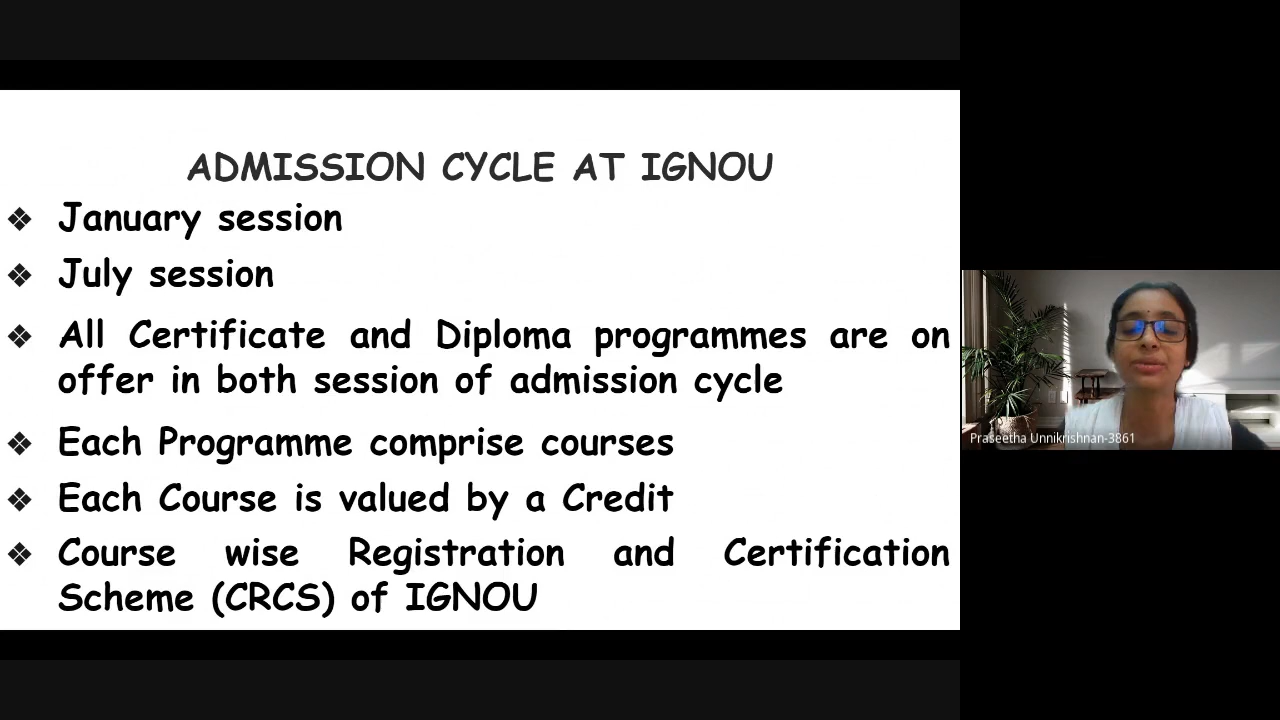 ADMISSION CYCLE AT IGNOU
❖ January session
❖ July session
❖ All Certificate and Diploma programmes are on
offer in both session of admission cycle
❖ Each Programme comprise courses
❖ Each Course is valued by a Credit
❖ Course wise Registration and Certification
Scheme (CRCS) of IGNOU
Praseetha Unnikrishnan-3861